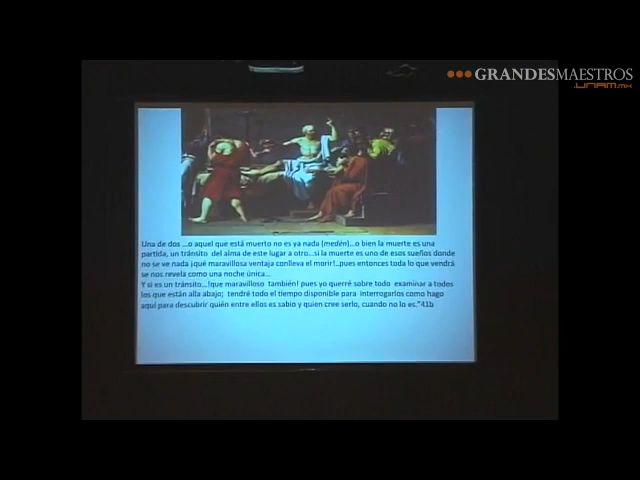 GRANDESMAESTROS
.UNAM.MX
Una de dos ...o aquel que está muerto no es ya nada (medén)...o bien la muerte es una
partida, un tránsito del alma de este lugar a otro...si la muerte es uno de esos sueños donde
no se ve nada ¡qué maravillosa ventaja conlleva el morir!..pues entonces toda lo que vendrá
se nos revela como una noche única...
Y si es un tránsito...!que maravilloso también! pues yo querré sobre todo examinar a todos
los que están alla abajo; tendré todo el tiempo disponible para interrogarlos como hago
aquí para descubrir quién entre ellos es sabio y quien cree serlo, cuando no lo es."41b